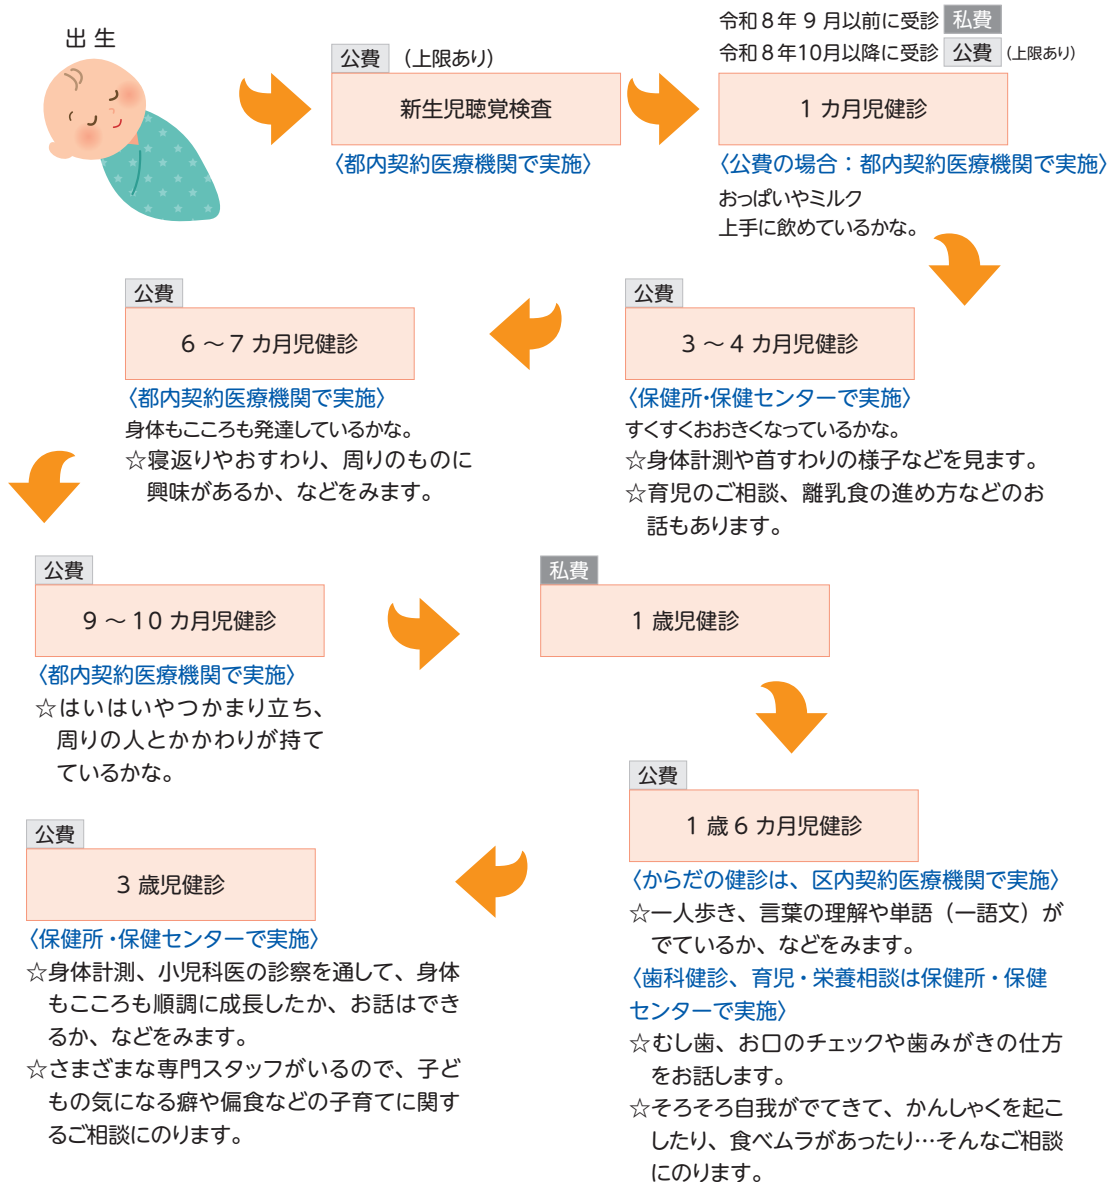 出 生
公費 （上限あり）
新生児聴覚検査
〈都内契約医療機関で実施〉
令和８年 9 月以前に受診 私費
令和８年10月以降に受診 公費 （上限あり）
1 カ月児健診
〈公費の場合：都内契約医療機関で実施〉
おっぱいやミルク
上手に飲めているかな。
公費
3 ～ 4 カ月児健診
〈保健所・保健センターで実施〉
すくすくおおきくなっているかな。
☆身体計測や首すわりの様子などを見ます。
☆育児のご相談、離乳食の進め方などのお
話もあります。
公費
6 ～ 7 カ月児健診
〈都内契約医療機関で実施〉
身体もこころも発達しているかな。
☆寝返りやおすわり、周りのものに
興味があるか、などをみます。
公費
9 ～ 10 カ月児健診
〈都内契約医療機関で実施〉
☆はいはいやつかまり立ち、
周りの人とかかわりが持て
ているかな。
私費
1 歳児健診
公費
1 歳 6 カ月児健診
〈からだの健診は、区内契約医療機関で実施〉
☆一人歩き、言葉の理解や単語（一語文）が
でているか、などをみます。
〈歯科健診、育児・栄養相談は保健所・保健
センターで実施〉
☆むし歯、お口のチェックや歯みがきの仕方
をお話します。
☆そろそろ自我がでてきて、かんしゃくを起こ
したり、食べムラがあったり…そんなご相談
にのります。
公費
3 歳児健診
〈保健所・保健センターで実施〉
☆身体計測、小児科医の診察を通して、身体
もこころも順調に成長したか、お話はでき
るか、などをみます。
☆さまざまな専門スタッフがいるので、子ど
もの気になる癖や偏食などの子育てに関す
るご相談にのります。